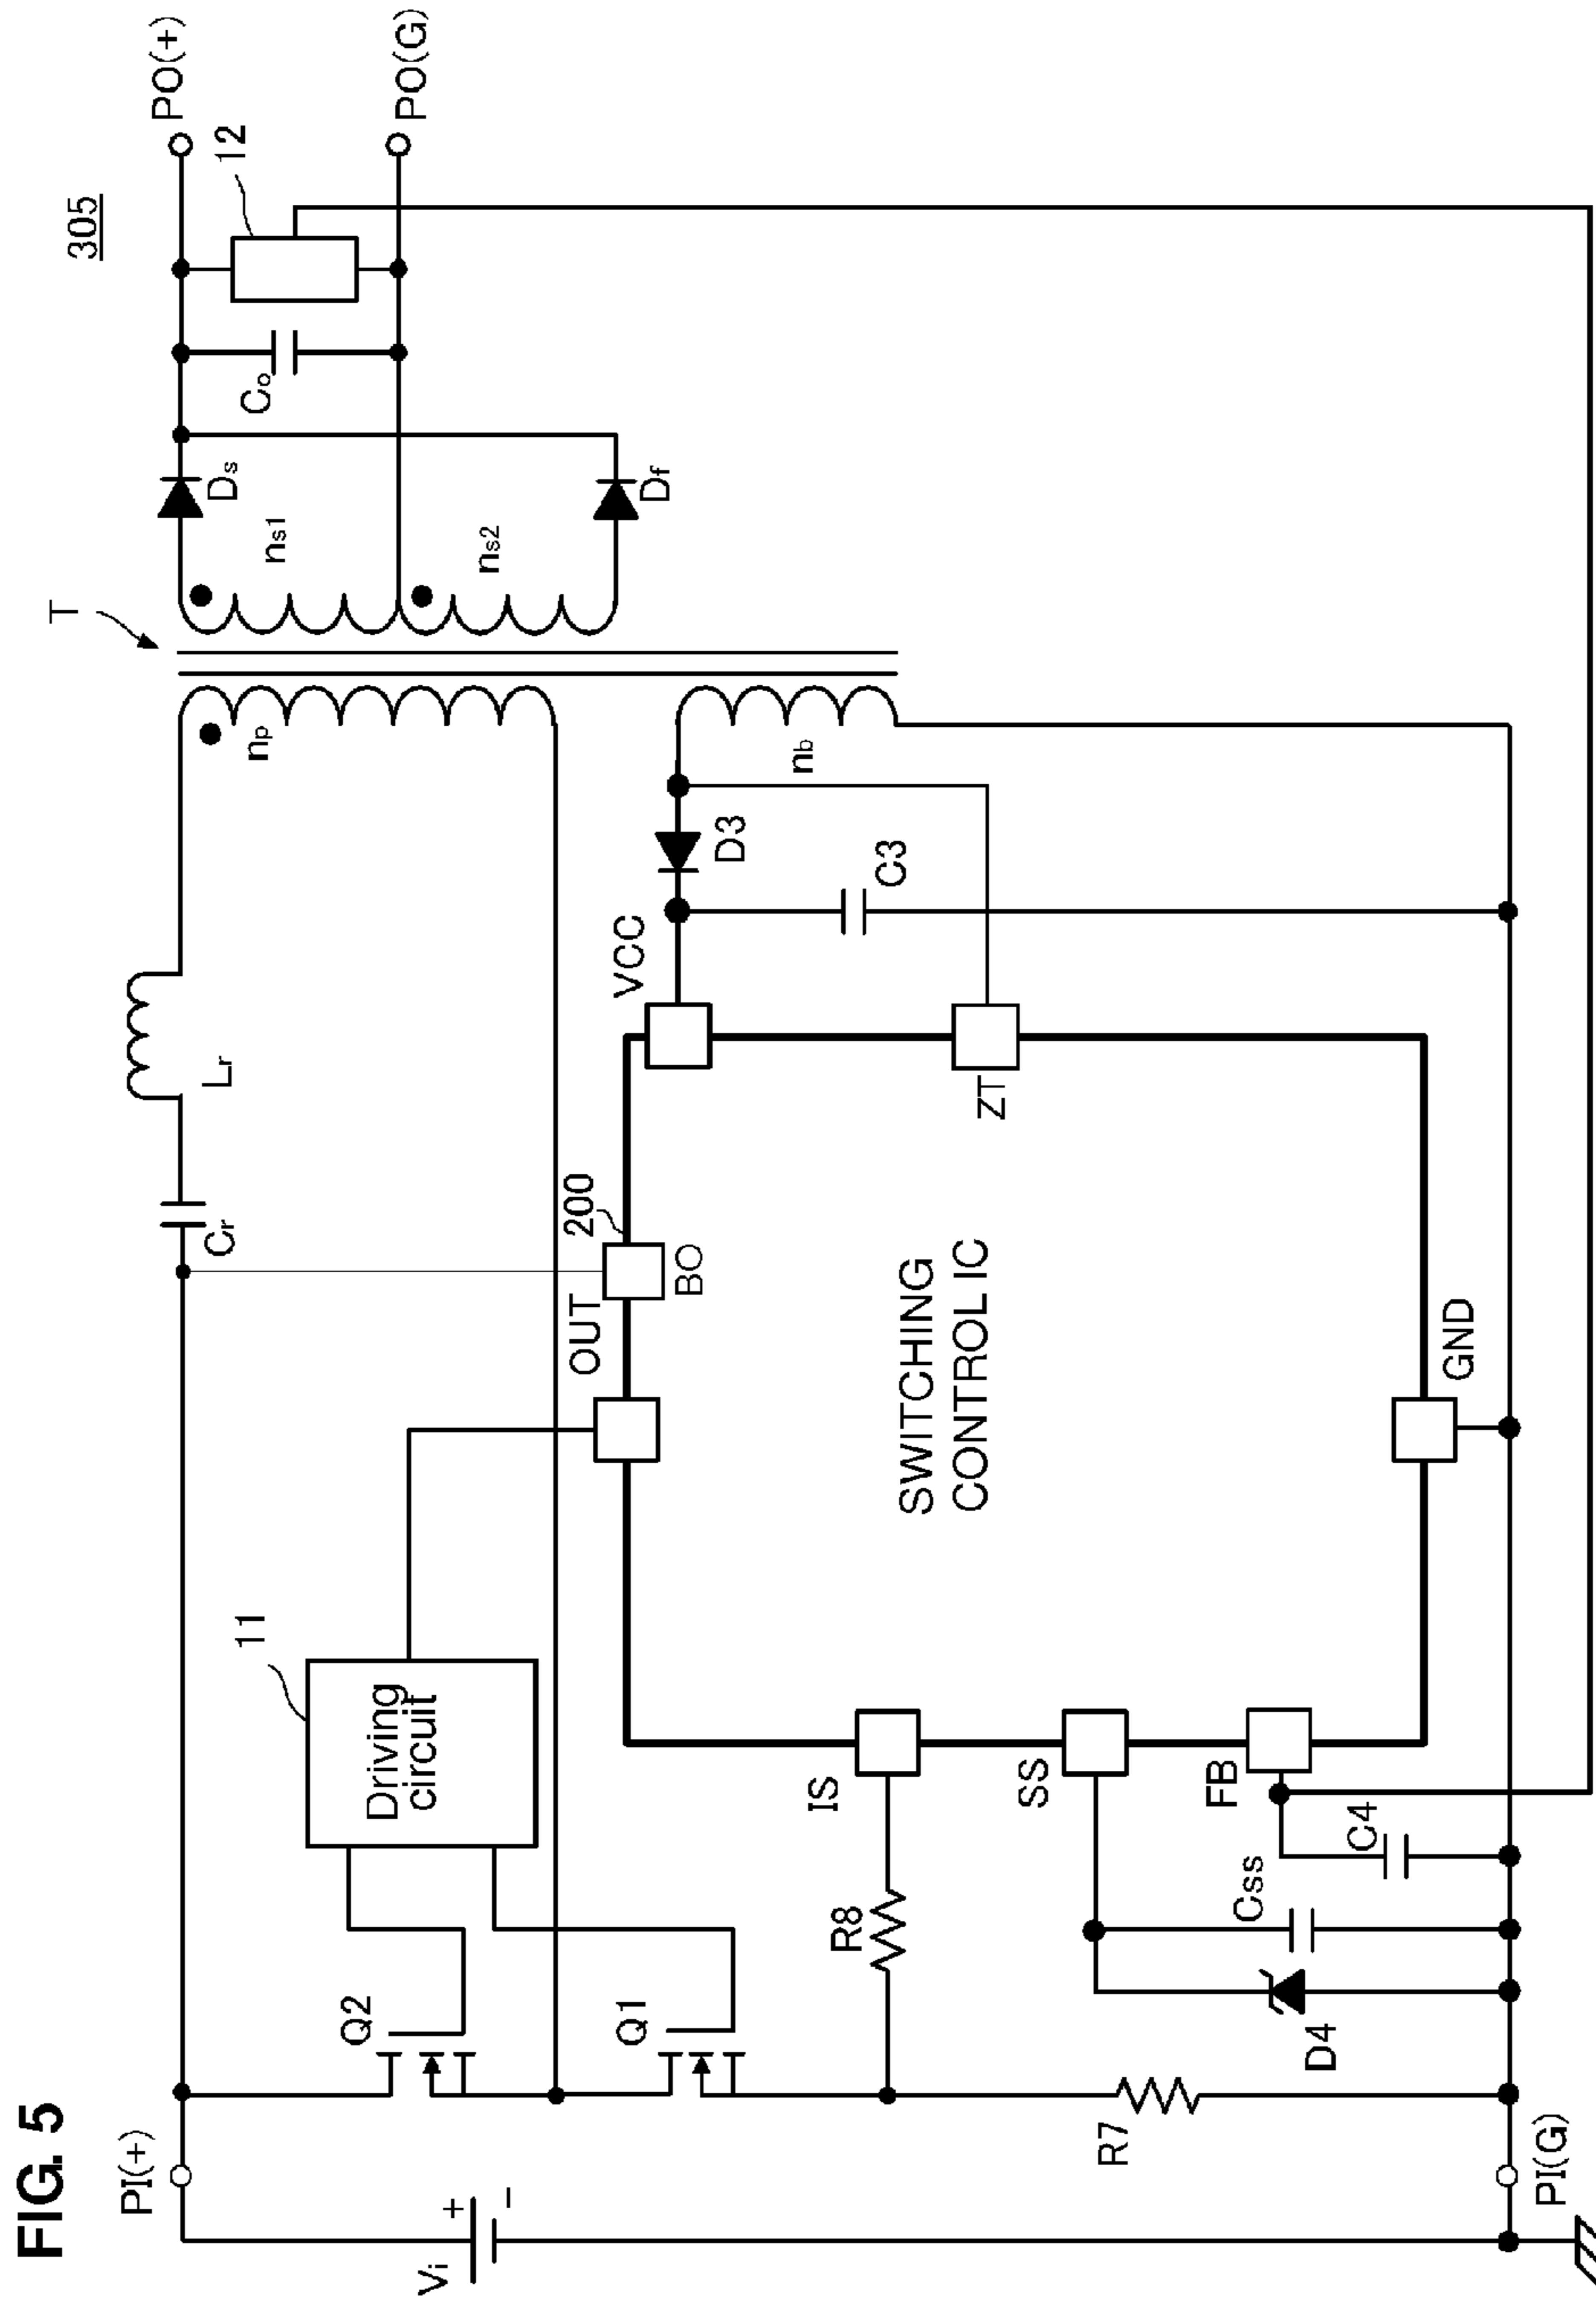 FIG. 5
305
T
PI(+)
Cr
Lr
np
ns1
Ds
Co
12
PO(+)
PO(G)
ns2
Df
Vi
+
−
Q2
11
Driving
circuit
OUT
200
BO
VCC
D3
nb
Q1
C3
R8
IS
SWITCHING
CONTROL IC
ZT
R7
SS
Css
D4
FB
C4
GND
PI(G)